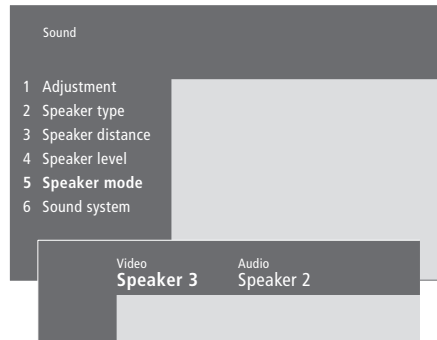 Sound
1 Adjustment
2 Speaker type
3 Speaker distance
4 Speaker level
5 Speaker mode
6 Sound system
Video Audio
Speaker 3 Speaker 2